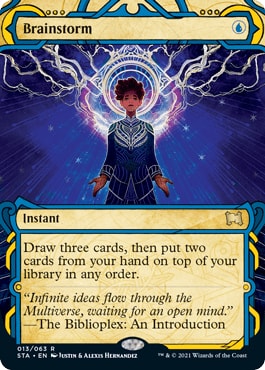 Brainstorm
Instant
Draw three cards, then put two
cards from your hand on top of your
library in any order.
“Infinite ideas flow through the
Multiverse, waiting for an open mind.”
—The Biblioplex: An Introduction
013/063 R
STA • EN Justin & Alexis Hernandez
™ & © 2021 Wizards of the Coast